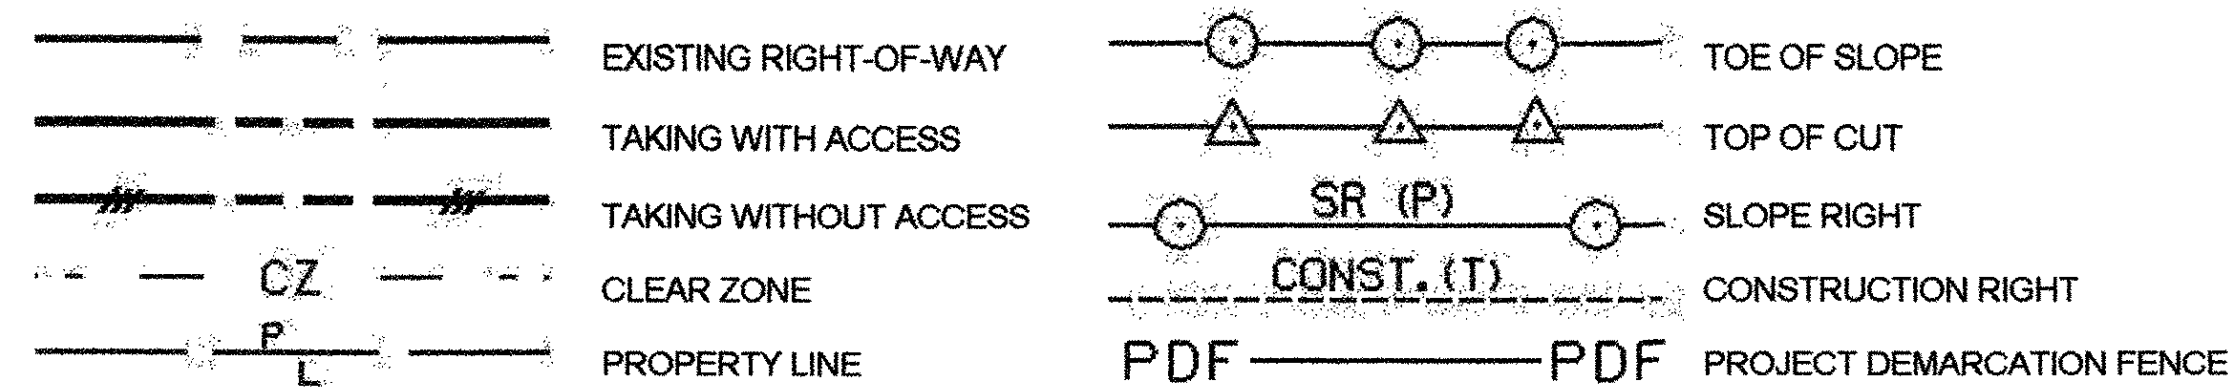 EXISTING RIGHT-OF-WAY
TAKING WITH ACCESS
TAKING WITHOUT ACCESS
CZ CLEAR ZONE
P L PROPERTY LINE
TOE OF SLOPE
TOP OF CUT
SR (P) SLOPE RIGHT
CONST. (T) CONSTRUCTION RIGHT
PDF PDF PROJECT DEMARCATION FENCE